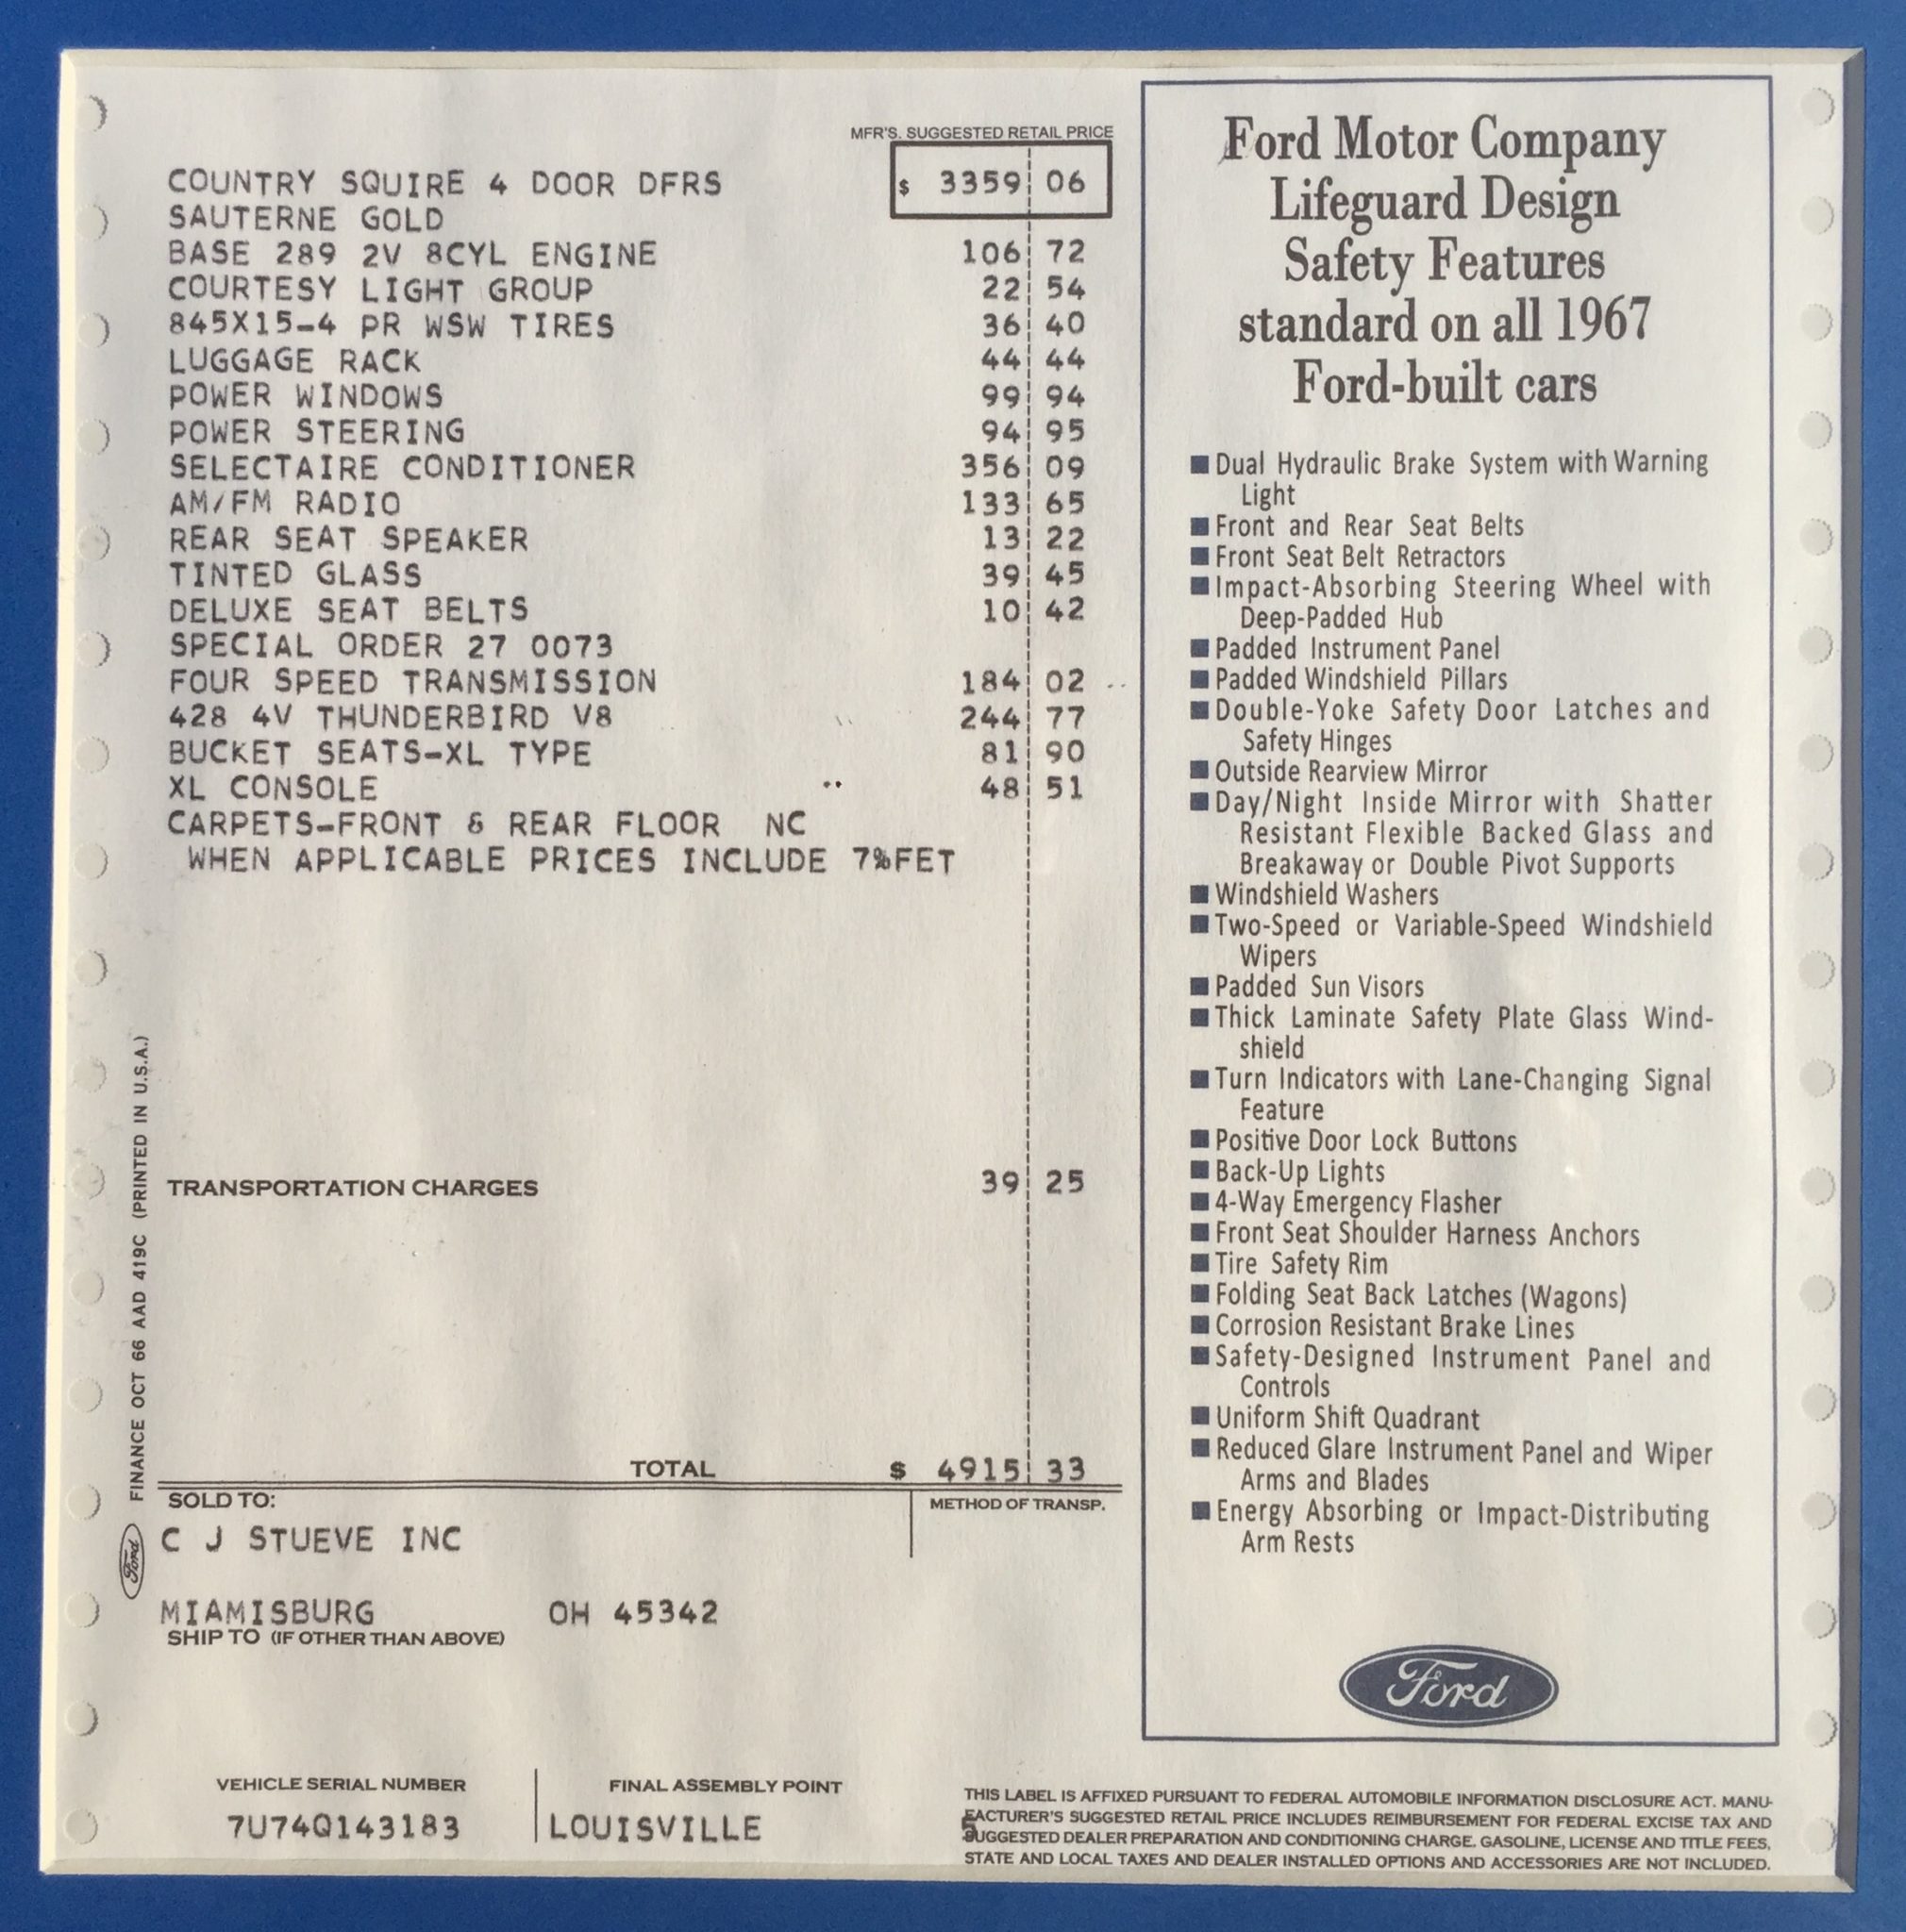 MFR'S. SUGGESTED RETAIL PRICE
COUNTRY SQUIRE 4 DOOR DFRS $ 3359 06
SAUTERNE GOLD
BASE 289 2V 8CYL ENGINE 106 72
COURTESY LIGHT GROUP 22 54
845X15-4 PR WSW TIRES 36 40
LUGGAGE RACK 44 44
POWER WINDOWS 99 94
POWER STEERING 94 95
SELECTAIRE CONDITIONER 356 09
AM/FM RADIO 133 65
REAR SEAT SPEAKER 13 22
TINTED GLASS 39 45
DELUXE SEAT BELTS 10 42
SPECIAL ORDER 27 0073
FOUR SPEED TRANSMISSION 184 02
428 4V THUNDERBIRD V8 244 77
BUCKET SEATS-XL TYPE 81 90
XL CONSOLE 48 51
CARPETS-FRONT & REAR FLOOR NC
WHEN APPLICABLE PRICES INCLUDE 7%FET
TRANSPORTATION CHARGES 39 25
TOTAL $ 4915 33
SOLD TO: METHOD OF TRANSP.
C J STUEVE INC
MIAMISBURG OH 45342
SHIP TO (IF OTHER THAN ABOVE)
VEHICLE SERIAL NUMBER FINAL ASSEMBLY POINT
7U74Q143183 LOUISVILLE
Ford FINANCE OCT 66 AAD 419C (PRINTED IN U.S.A.)
Ford Motor Company
Lifeguard Design
Safety Features
standard on all 1967
Ford-built cars
■ Dual Hydraulic Brake System with Warning
Light
■ Front and Rear Seat Belts
■ Front Seat Belt Retractors
■ Impact-Absorbing Steering Wheel with
Deep-Padded Hub
■ Padded Instrument Panel
■ Padded Windshield Pillars
■ Double-Yoke Safety Door Latches and
Safety Hinges
■ Outside Rearview Mirror
■ Day/Night Inside Mirror with Shatter
Resistant Flexible Backed Glass and
Breakaway or Double Pivot Supports
■ Windshield Washers
■ Two-Speed or Variable-Speed Windshield
Wipers
■ Padded Sun Visors
■ Thick Laminate Safety Plate Glass Wind-
shield
■ Turn Indicators with Lane-Changing Signal
Feature
■ Positive Door Lock Buttons
■ Back-Up Lights
■ 4-Way Emergency Flasher
■ Front Seat Shoulder Harness Anchors
■ Tire Safety Rim
■ Folding Seat Back Latches (Wagons)
■ Corrosion Resistant Brake Lines
■ Safety-Designed Instrument Panel and
Controls
■ Uniform Shift Quadrant
■ Reduced Glare Instrument Panel and Wiper
Arms and Blades
■ Energy Absorbing or Impact-Distributing
Arm Rests
Ford
THIS LABEL IS AFFIXED PURSUANT TO FEDERAL AUTOMOBILE INFORMATION DISCLOSURE ACT. MANU-
FACTURER'S SUGGESTED RETAIL PRICE INCLUDES REIMBURSEMENT FOR FEDERAL EXCISE TAX AND
5
SUGGESTED DEALER PREPARATION AND CONDITIONING CHARGE. GASOLINE, LICENSE AND TITLE FEES,
STATE AND LOCAL TAXES AND DEALER INSTALLED OPTIONS AND ACCESSORIES ARE NOT INCLUDED.